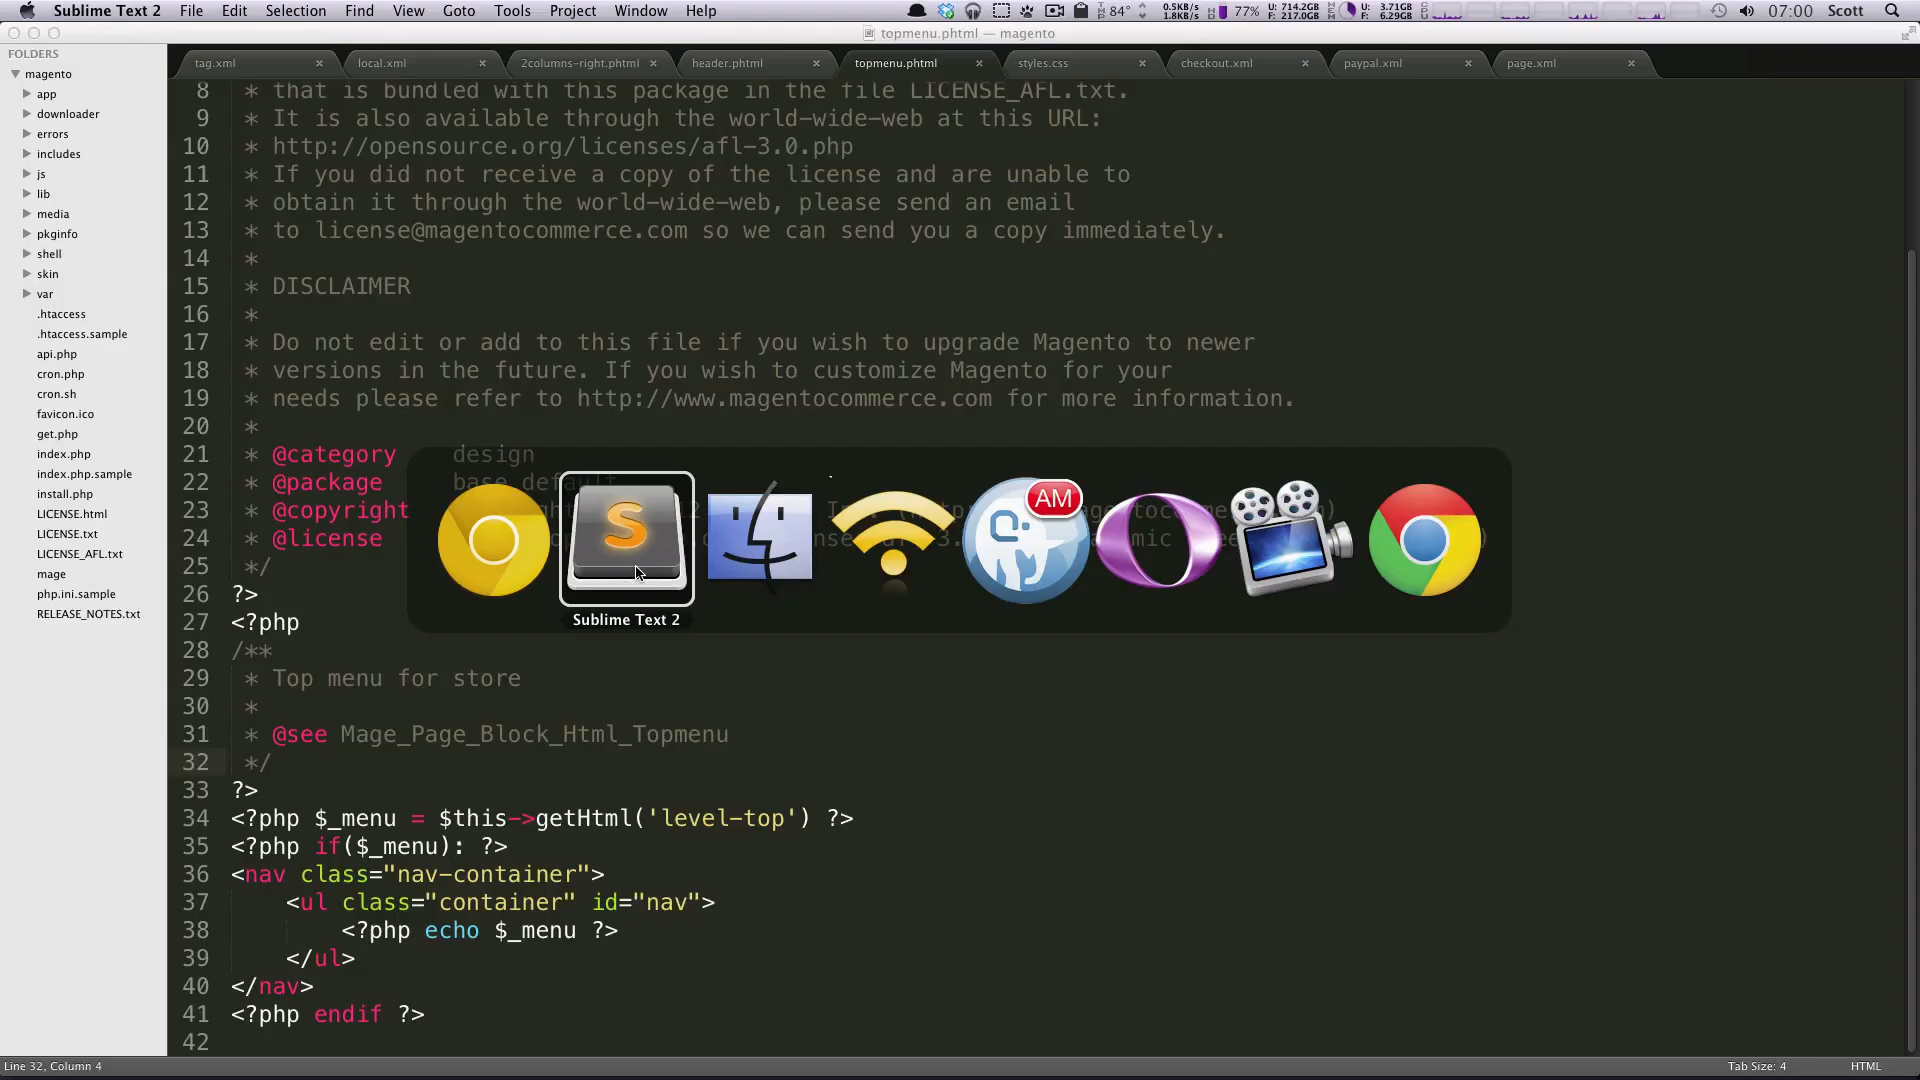 Sublime Text 2 File Edit Selection Find View Goto Tools Project Window Help
84° 0.5KB/s 1.8KB/s 77% U: 714.2GB F: 217.0GB U: 3.71GB F: 6.29GB 07:00 Scott
topmenu.phtml — magento
FOLDERS
magento
app
downloader
errors
includes
js
lib
media
pkginfo
shell
skin
var
.htaccess
.htaccess.sample
api.php
cron.php
cron.sh
favicon.ico
get.php
index.php
index.php.sample
install.php
LICENSE.html
LICENSE.txt
LICENSE_AFL.txt
mage
php.ini.sample
RELEASE_NOTES.txt
tag.xml local.xml 2columns-right.phtml header.phtml topmenu.phtml styles.css checkout.xml paypal.xml page.xml
8 * that is bundled with this package in the file LICENSE_AFL.txt.
9 * It is also available through the world-wide-web at this URL:
10 * http://opensource.org/licenses/afl-3.0.php
11 * If you did not receive a copy of the license and are unable to
12 * obtain it through the world-wide-web, please send an email
13 * to license@magentocommerce.com so we can send you a copy immediately.
14 *
15 * DISCLAIMER
16 *
17 * Do not edit or add to this file if you wish to upgrade Magento to newer
18 * versions in the future. If you wish to customize Magento for your
19 * needs please refer to http://www.magentocommerce.com for more information.
20 *
21 * @category design
22 * @package base_default
23 * @copyright
24 * @license
25 */
26 ?>
27 <?php
28 /**
29 * Top menu for store
30 *
31 * @see Mage_Page_Block_Html_Topmenu
32 */
33 ?>
34 <?php $_menu = $this->getHtml('level-top') ?>
35 <?php if($_menu): ?>
36 <nav class="nav-container">
37 <ul class="container" id="nav">
38 <?php echo $_menu ?>
39 </ul>
40 </nav>
41 <?php endif ?>
42
AM
Sublime Text 2
Line 32, Column 4 Tab Size: 4 HTML